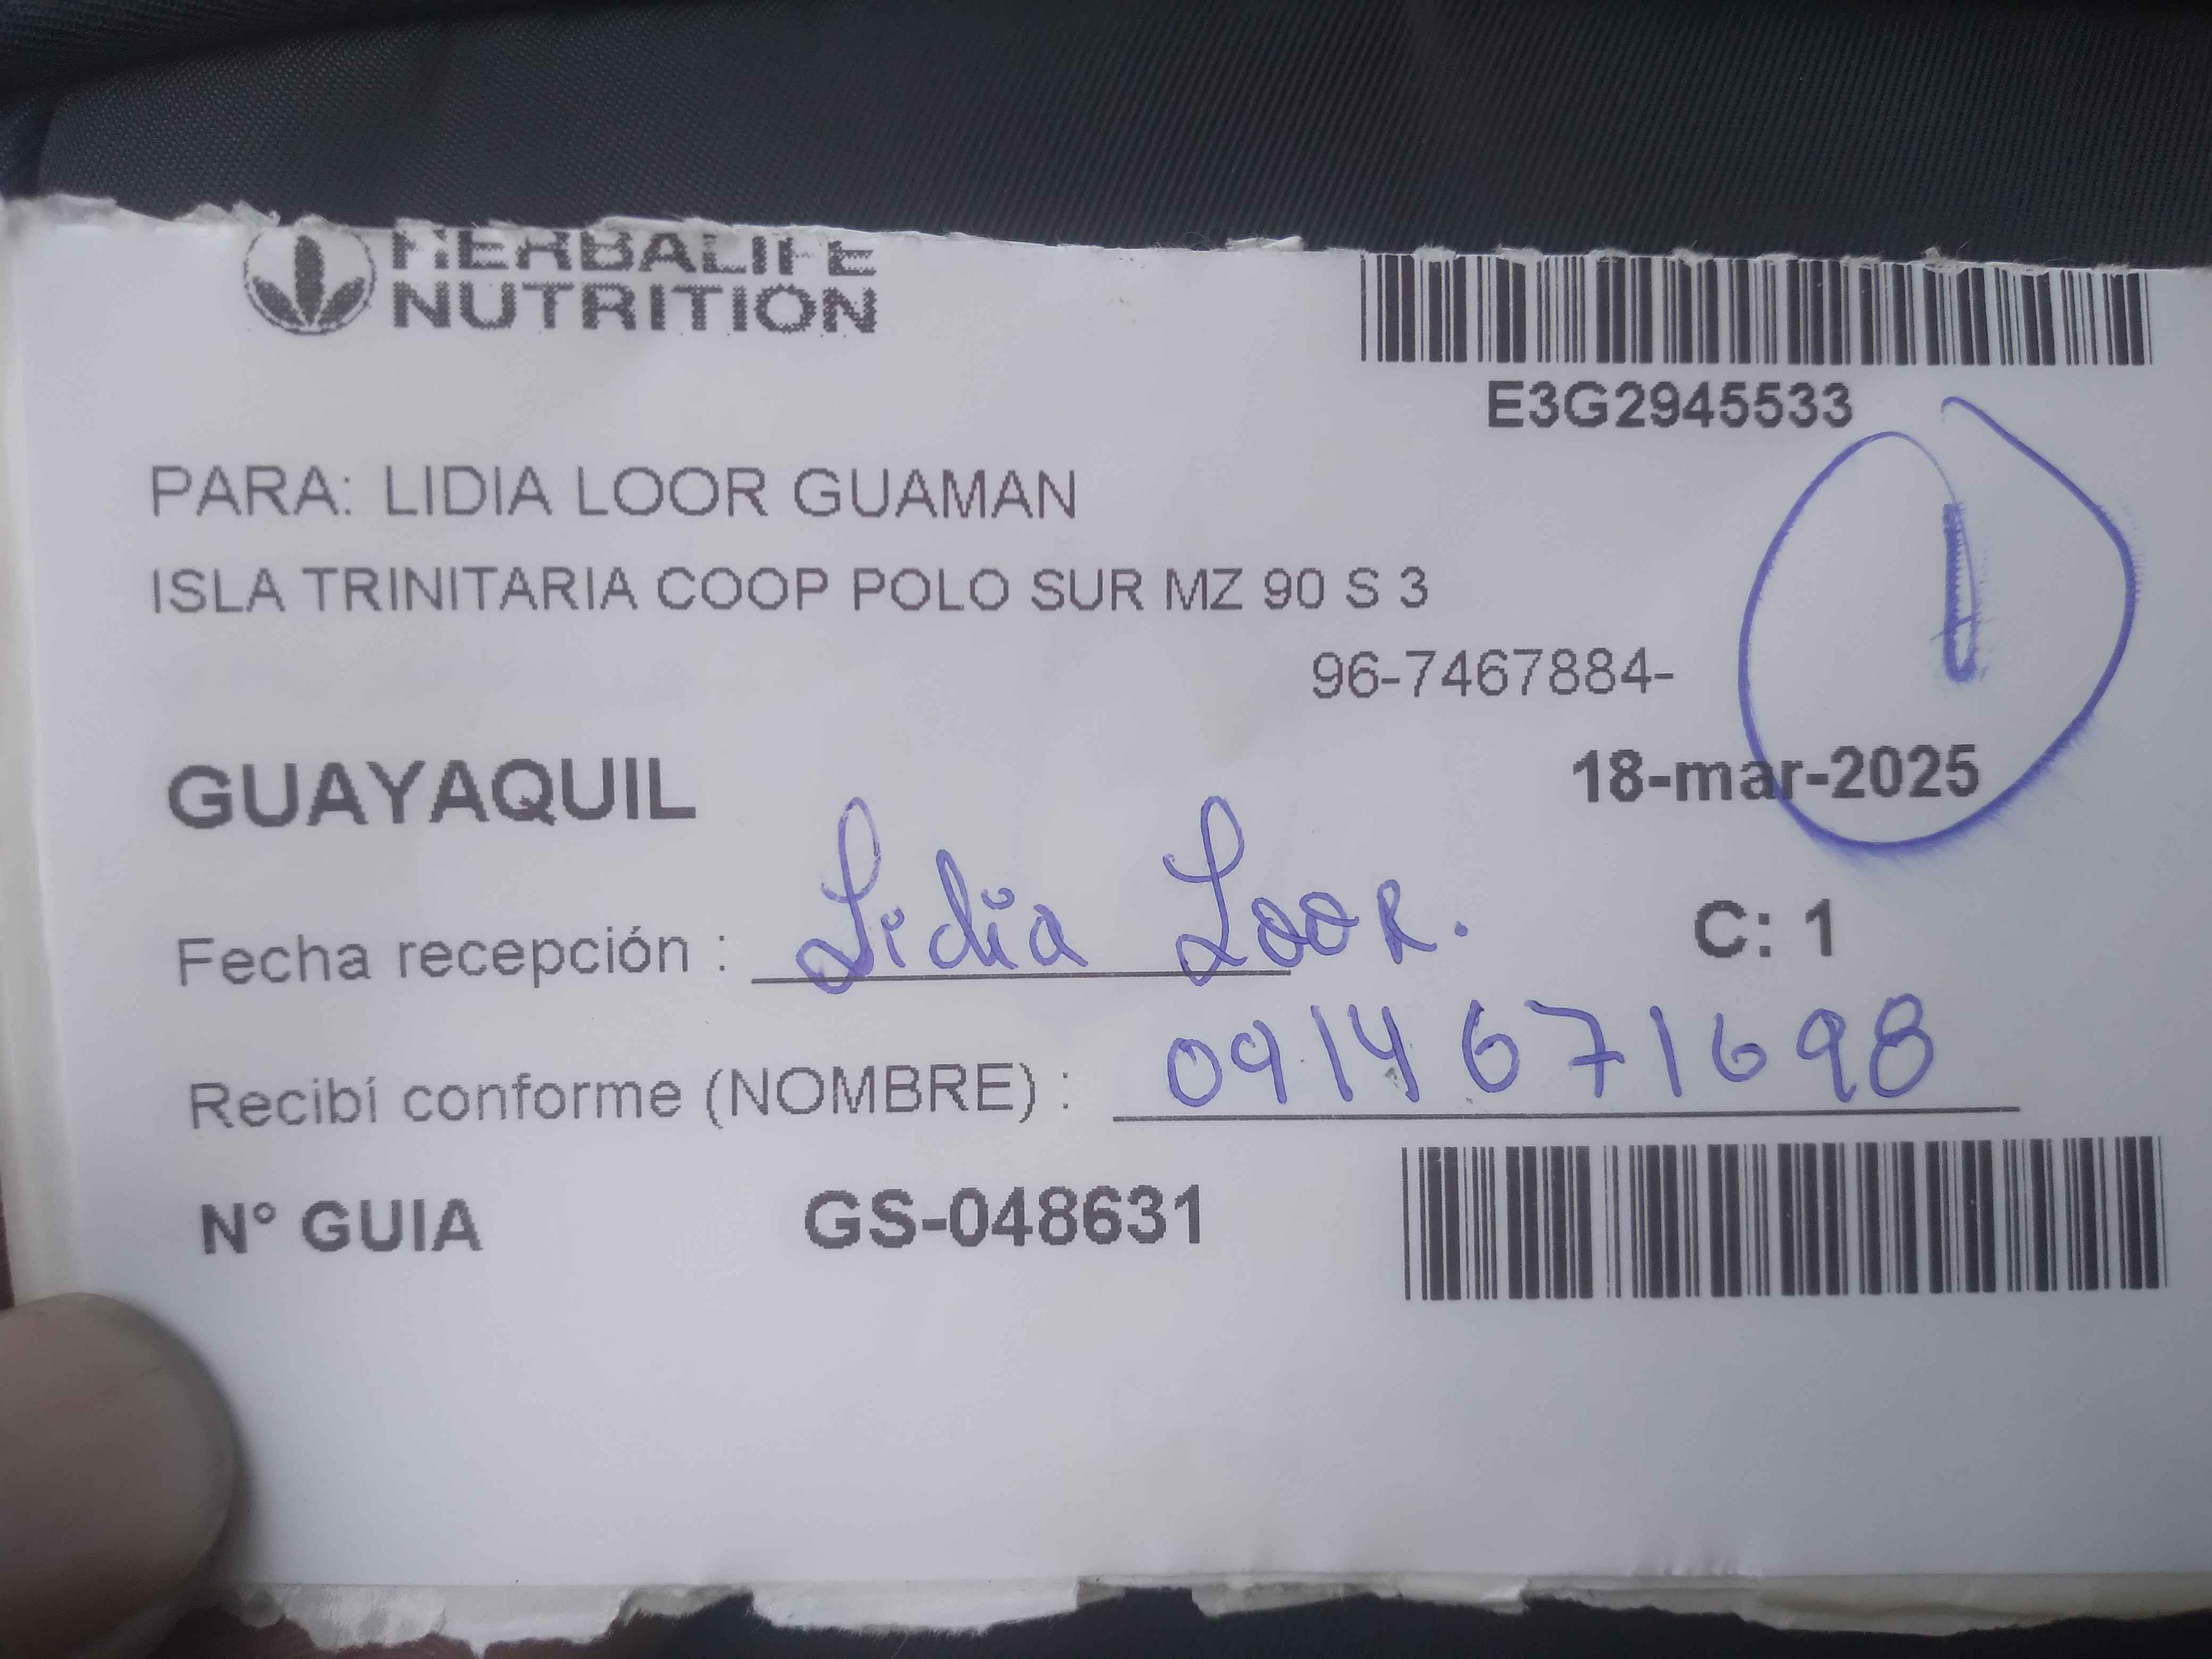 HERBALIFE
NUTRITION
E3G2945533
PARA: LIDIA LOOR GUAMAN
ISLA TRINITARIA COOP POLO SUR MZ 90 S 3
1
96-7467884-
GUAYAQUIL
18-mar-2025
Fecha recepción : Lidia Loor.
C: 1
Recibí conforme (NOMBRE) : 0914671698
N° GUIA GS-048631